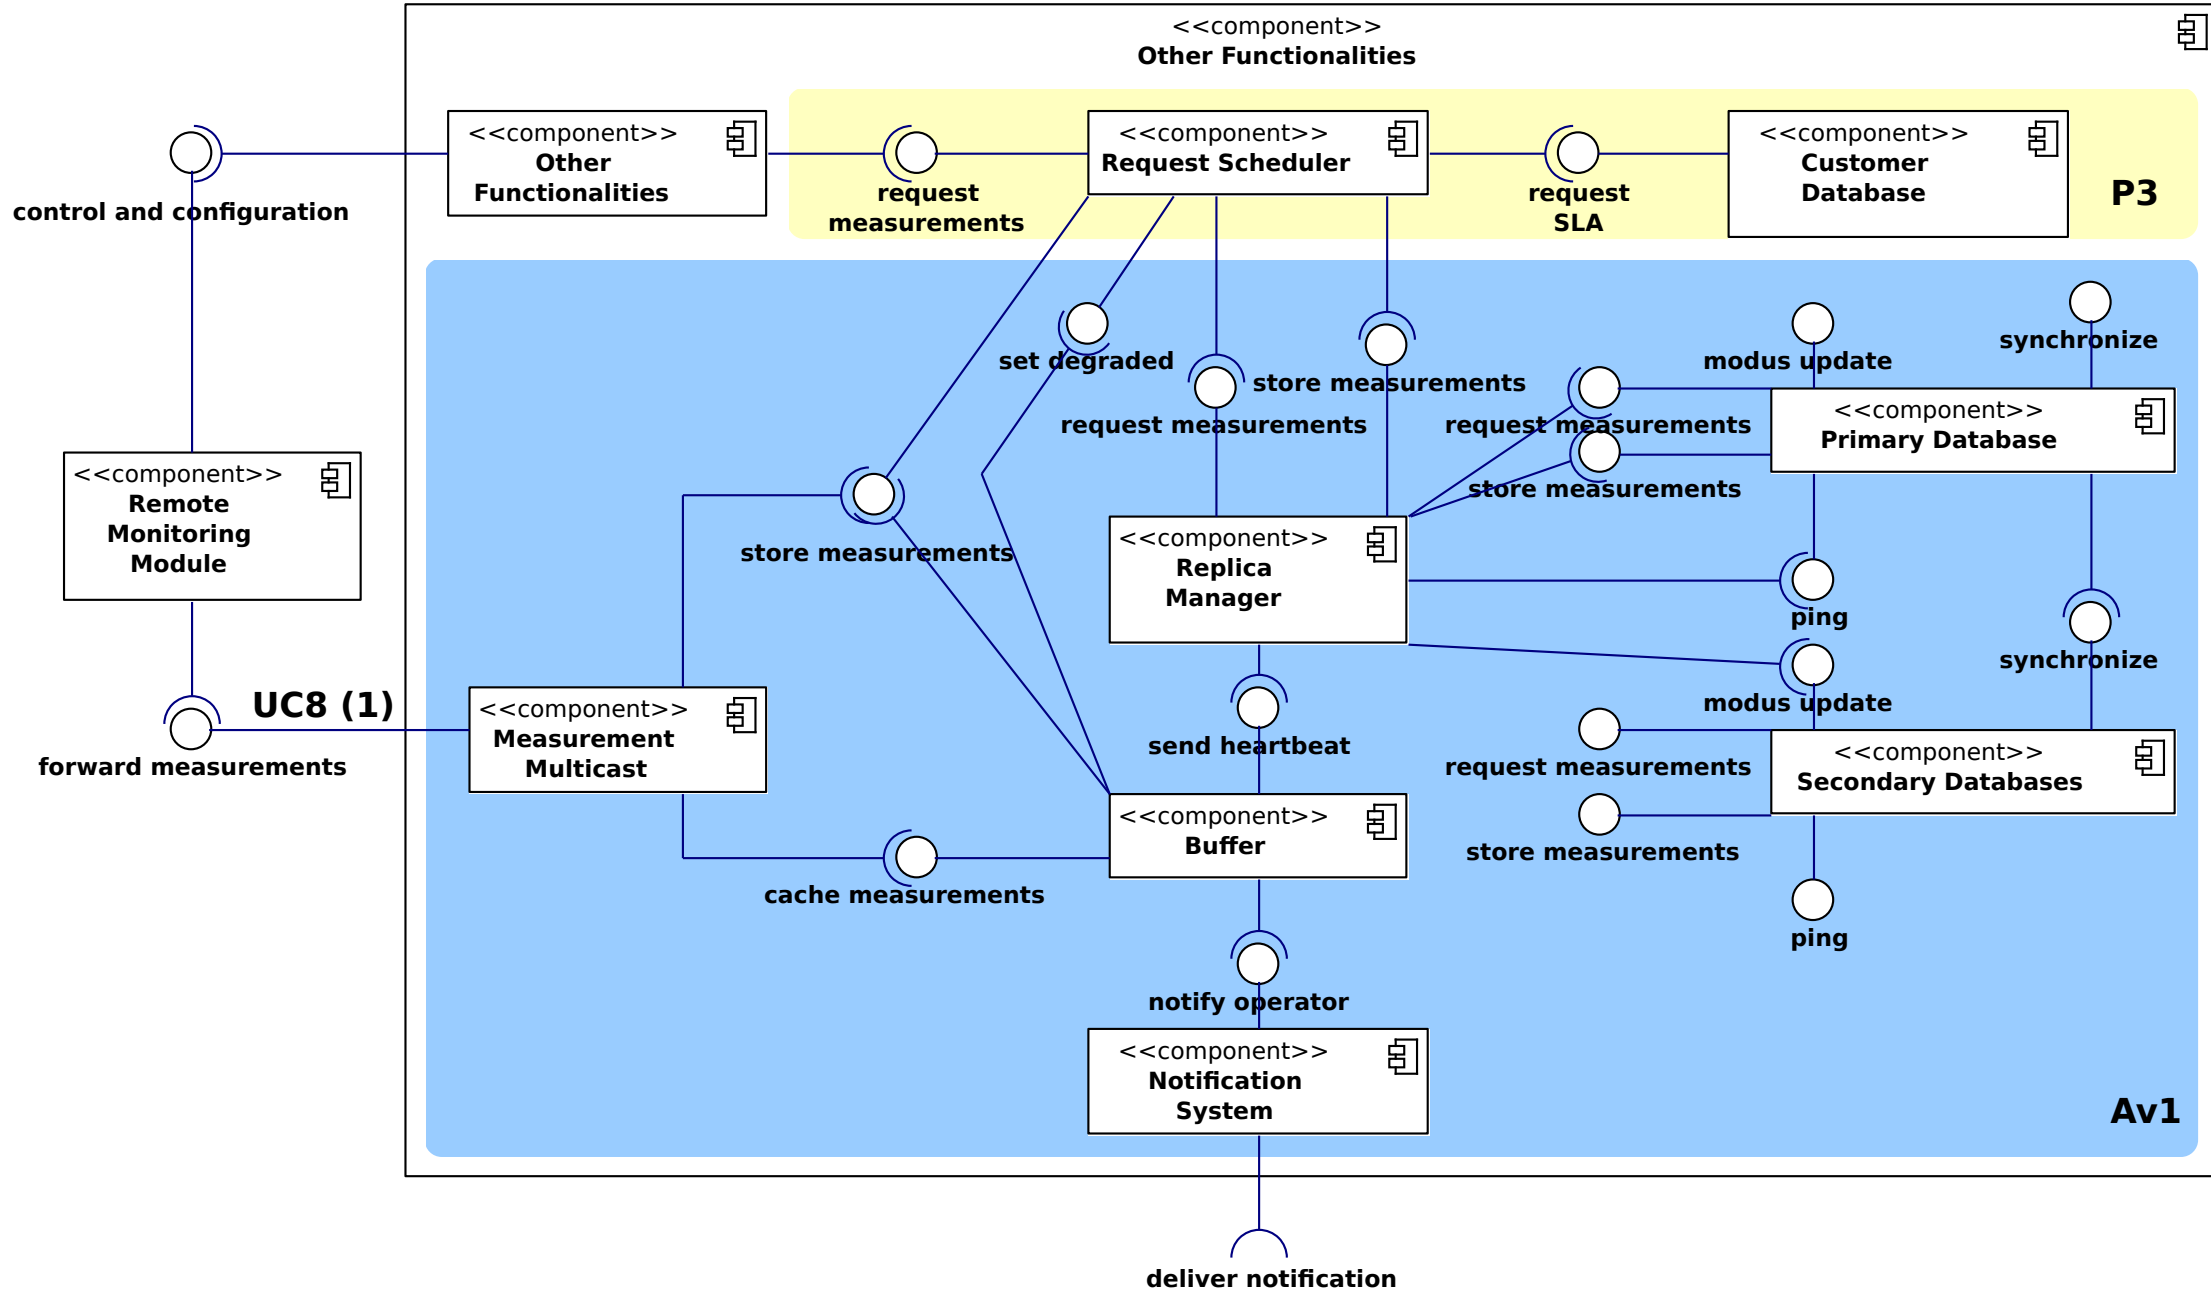 <<component>>
Other Functionalities
<<component>>
Other
Functionalities
<<component>>
Request Scheduler
<<component>>
Customer
Database
request
measurements
request
SLA
P3
control and configuration
set degraded
store measurements
request measurements
modus update
synchronize
request measurements
<<component>>
Primary Database
store measurements
<<component>>
Remote
Monitoring
Module
store measurements
<<component>>
Replica
Manager
ping
synchronize
modus update
UC8 (1)
forward measurements
<<component>>
Measurement
Multicast
send heartbeat
request measurements
<<component>>
Secondary Databases
<<component>>
Buffer
store measurements
cache measurements
ping
notify operator
<<component>>
Notification
System
Av1
deliver notification